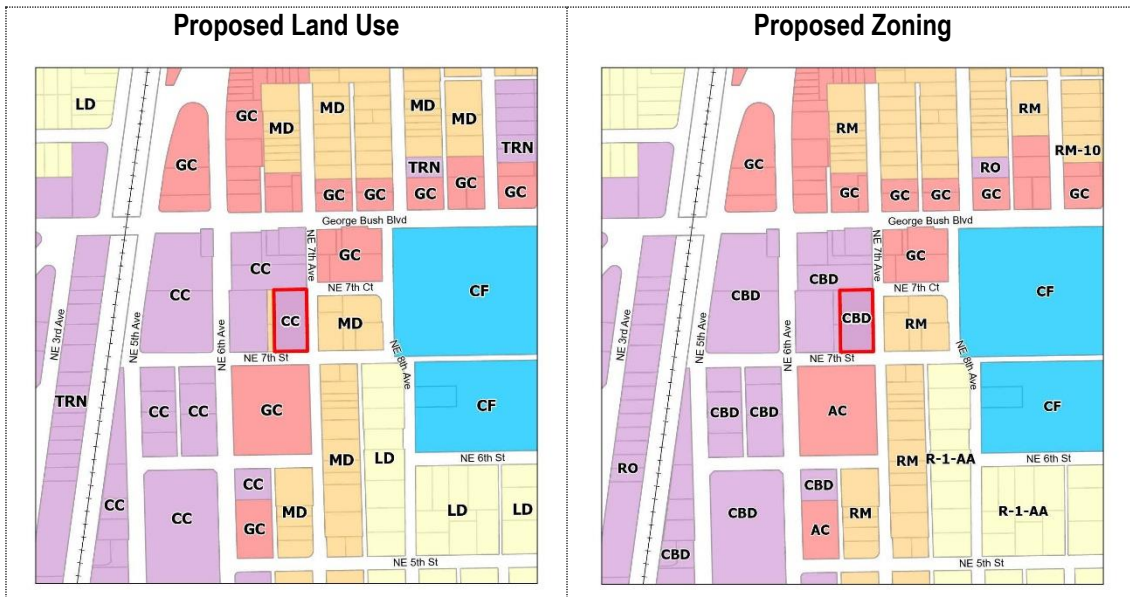 Proposed Land Use
LD
GC
MD
MD
MD
MD
GC
TRN
TRN
GC
GC
GC
GC
GC
George Bush Blvd
NE 7th Ave
GC
CC
CC
NE 7th Ct
CF
CC
MD
NE 3rd Ave
NE 5th Ave
NE 6th Ave
NE 7th St
NE 8th Ave
TRN
CC
CC
GC
CF
MD
LD
NE 6th St
CC
CC
CC
MD
GC
LD
LD
NE 5th St
Proposed Zoning
RM
RM
RM-10
GC
RO
GC
GC
GC
GC
GC
George Bush Blvd
NE 7th Ave
GC
CBD
CBD
NE 7th Ct
CF
CBD
RM
NE 3rd Ave
NE 5th Ave
NE 6th Ave
NE 7th St
NE 8th Ave
CBD
CBD
AC
CF
RM
R-1-AA
NE 6th St
RO
CBD
CBD
RM
AC
R-1-AA
CBD
NE 5th St